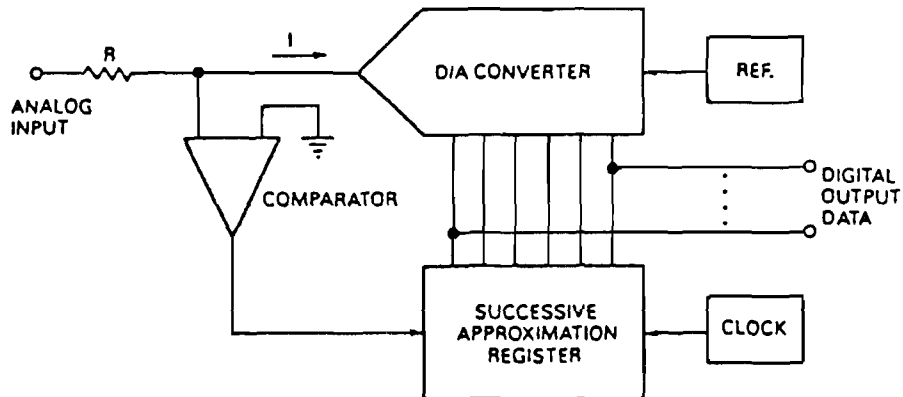 R
I
D/A CONVERTER
REF.
ANALOG
INPUT
COMPARATOR
DIGITAL
OUTPUT
DATA
SUCCESSIVE
APPROXIMATION
REGISTER
CLOCK